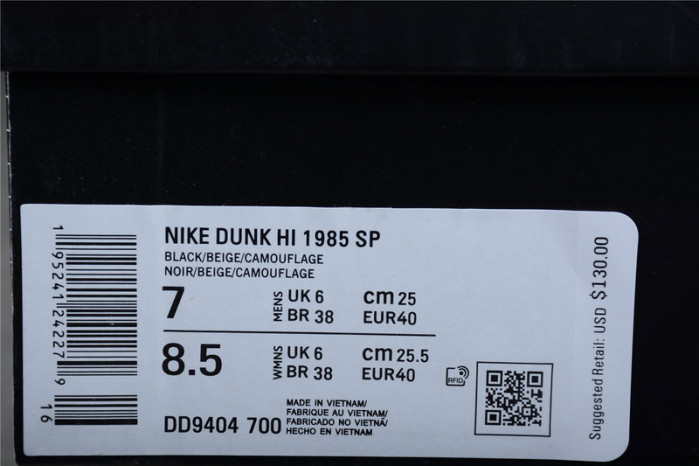 NIKE DUNK HI 1985 SP
BLACK/BEIGE/CAMOUFLAGE
NOIR/BEIGE/CAMOUFLAGE
7 MENS UK 6 cm 25
BR 38 EUR40
8.5 WMNS UK 6 cm 25.5
BR 38 EUR40
RFID
DD9404 700
MADE IN VIETNAM/
FABRIQUE AU VIETNAM/
FABRICADO NO VIETNÃ/
HECHO EN VIETNAM
1 95241 24227 9
16
Suggested Retail: USD $130.00